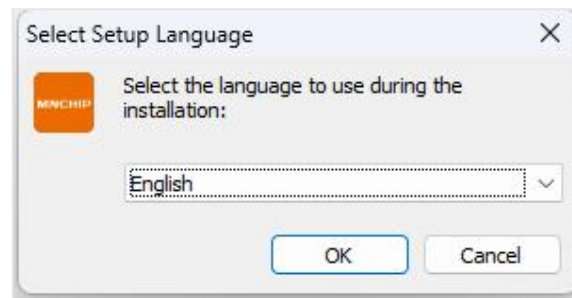 Select Setup Language
MNCHIP
Select the language to use during the
installation:
English
OK
Cancel